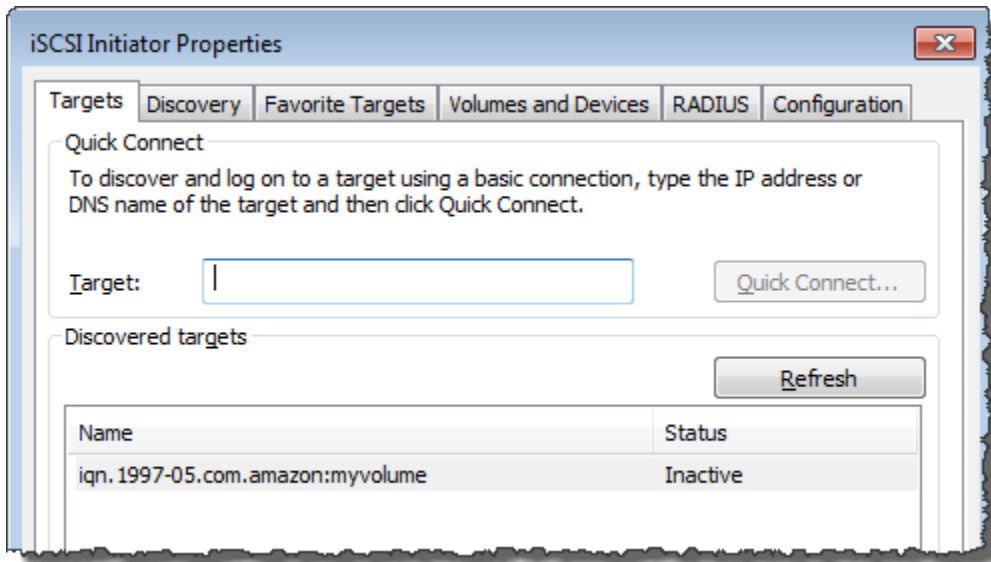 iSCSI Initiator Properties
Targets Discovery Favorite Targets Volumes and Devices RADIUS Configuration
Quick Connect
To discover and log on to a target using a basic connection, type the IP address or
DNS name of the target and then click Quick Connect.
Target: Quick Connect...
Discovered targets
Refresh
Name Status
iqn.1997-05.com.amazon:myvolume Inactive